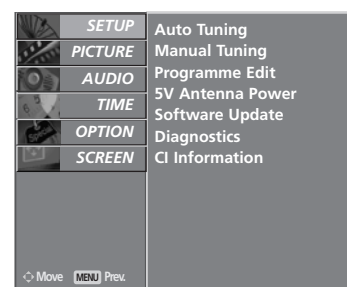 SETUP
PICTURE
AUDIO
TIME
OPTION
SCREEN
Auto Tuning
Manual Tuning
Programme Edit
5V Antenna Power
Software Update
Diagnostics
CI Information
Move MENU Prev.